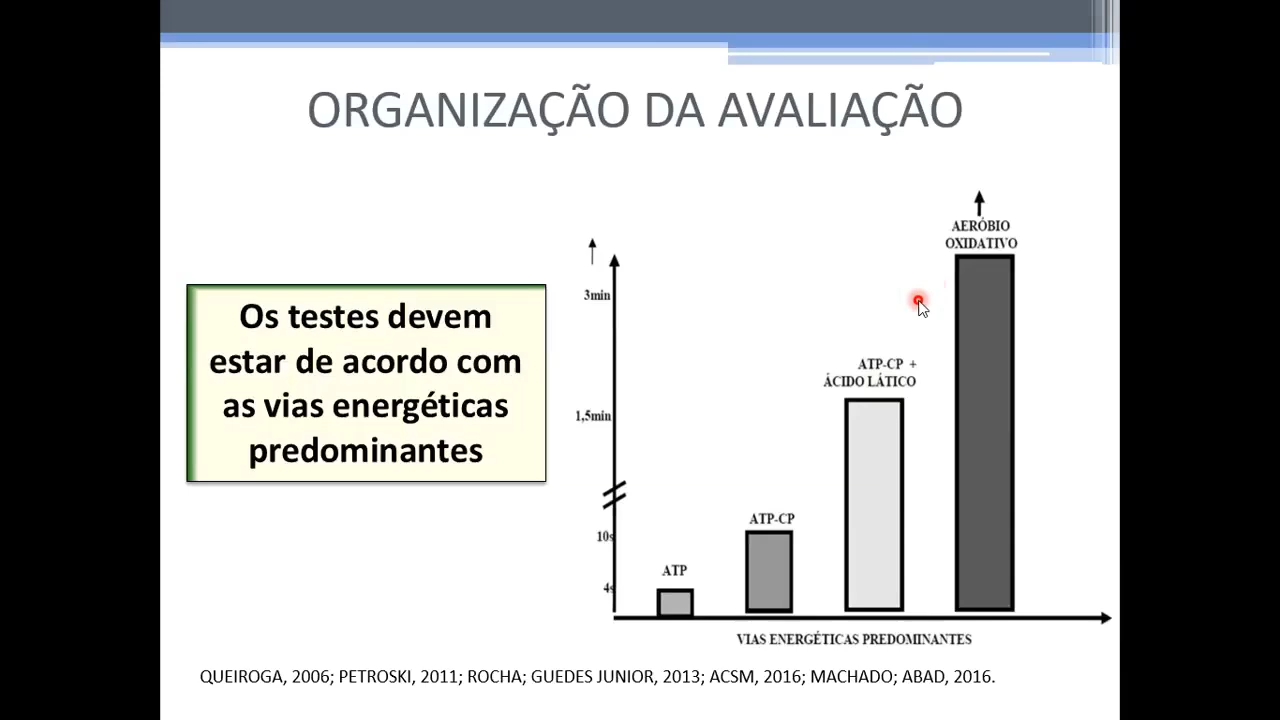 ORGANIZAÇÃO DA AVALIAÇÃO
Os testes devem
estar de acordo com
as vias energéticas
predominantes
AERÓBIO
OXIDATIVO
3min
ATP-CP +
ÁCIDO LÁTICO
1,5min
ATP-CP
10s
ATP
4s
VIAS ENERGÉTICAS PREDOMINANTES
QUEIROGA, 2006; PETROSKI, 2011; ROCHA; GUEDES JUNIOR, 2013; ACSM, 2016; MACHADO; ABAD, 2016.